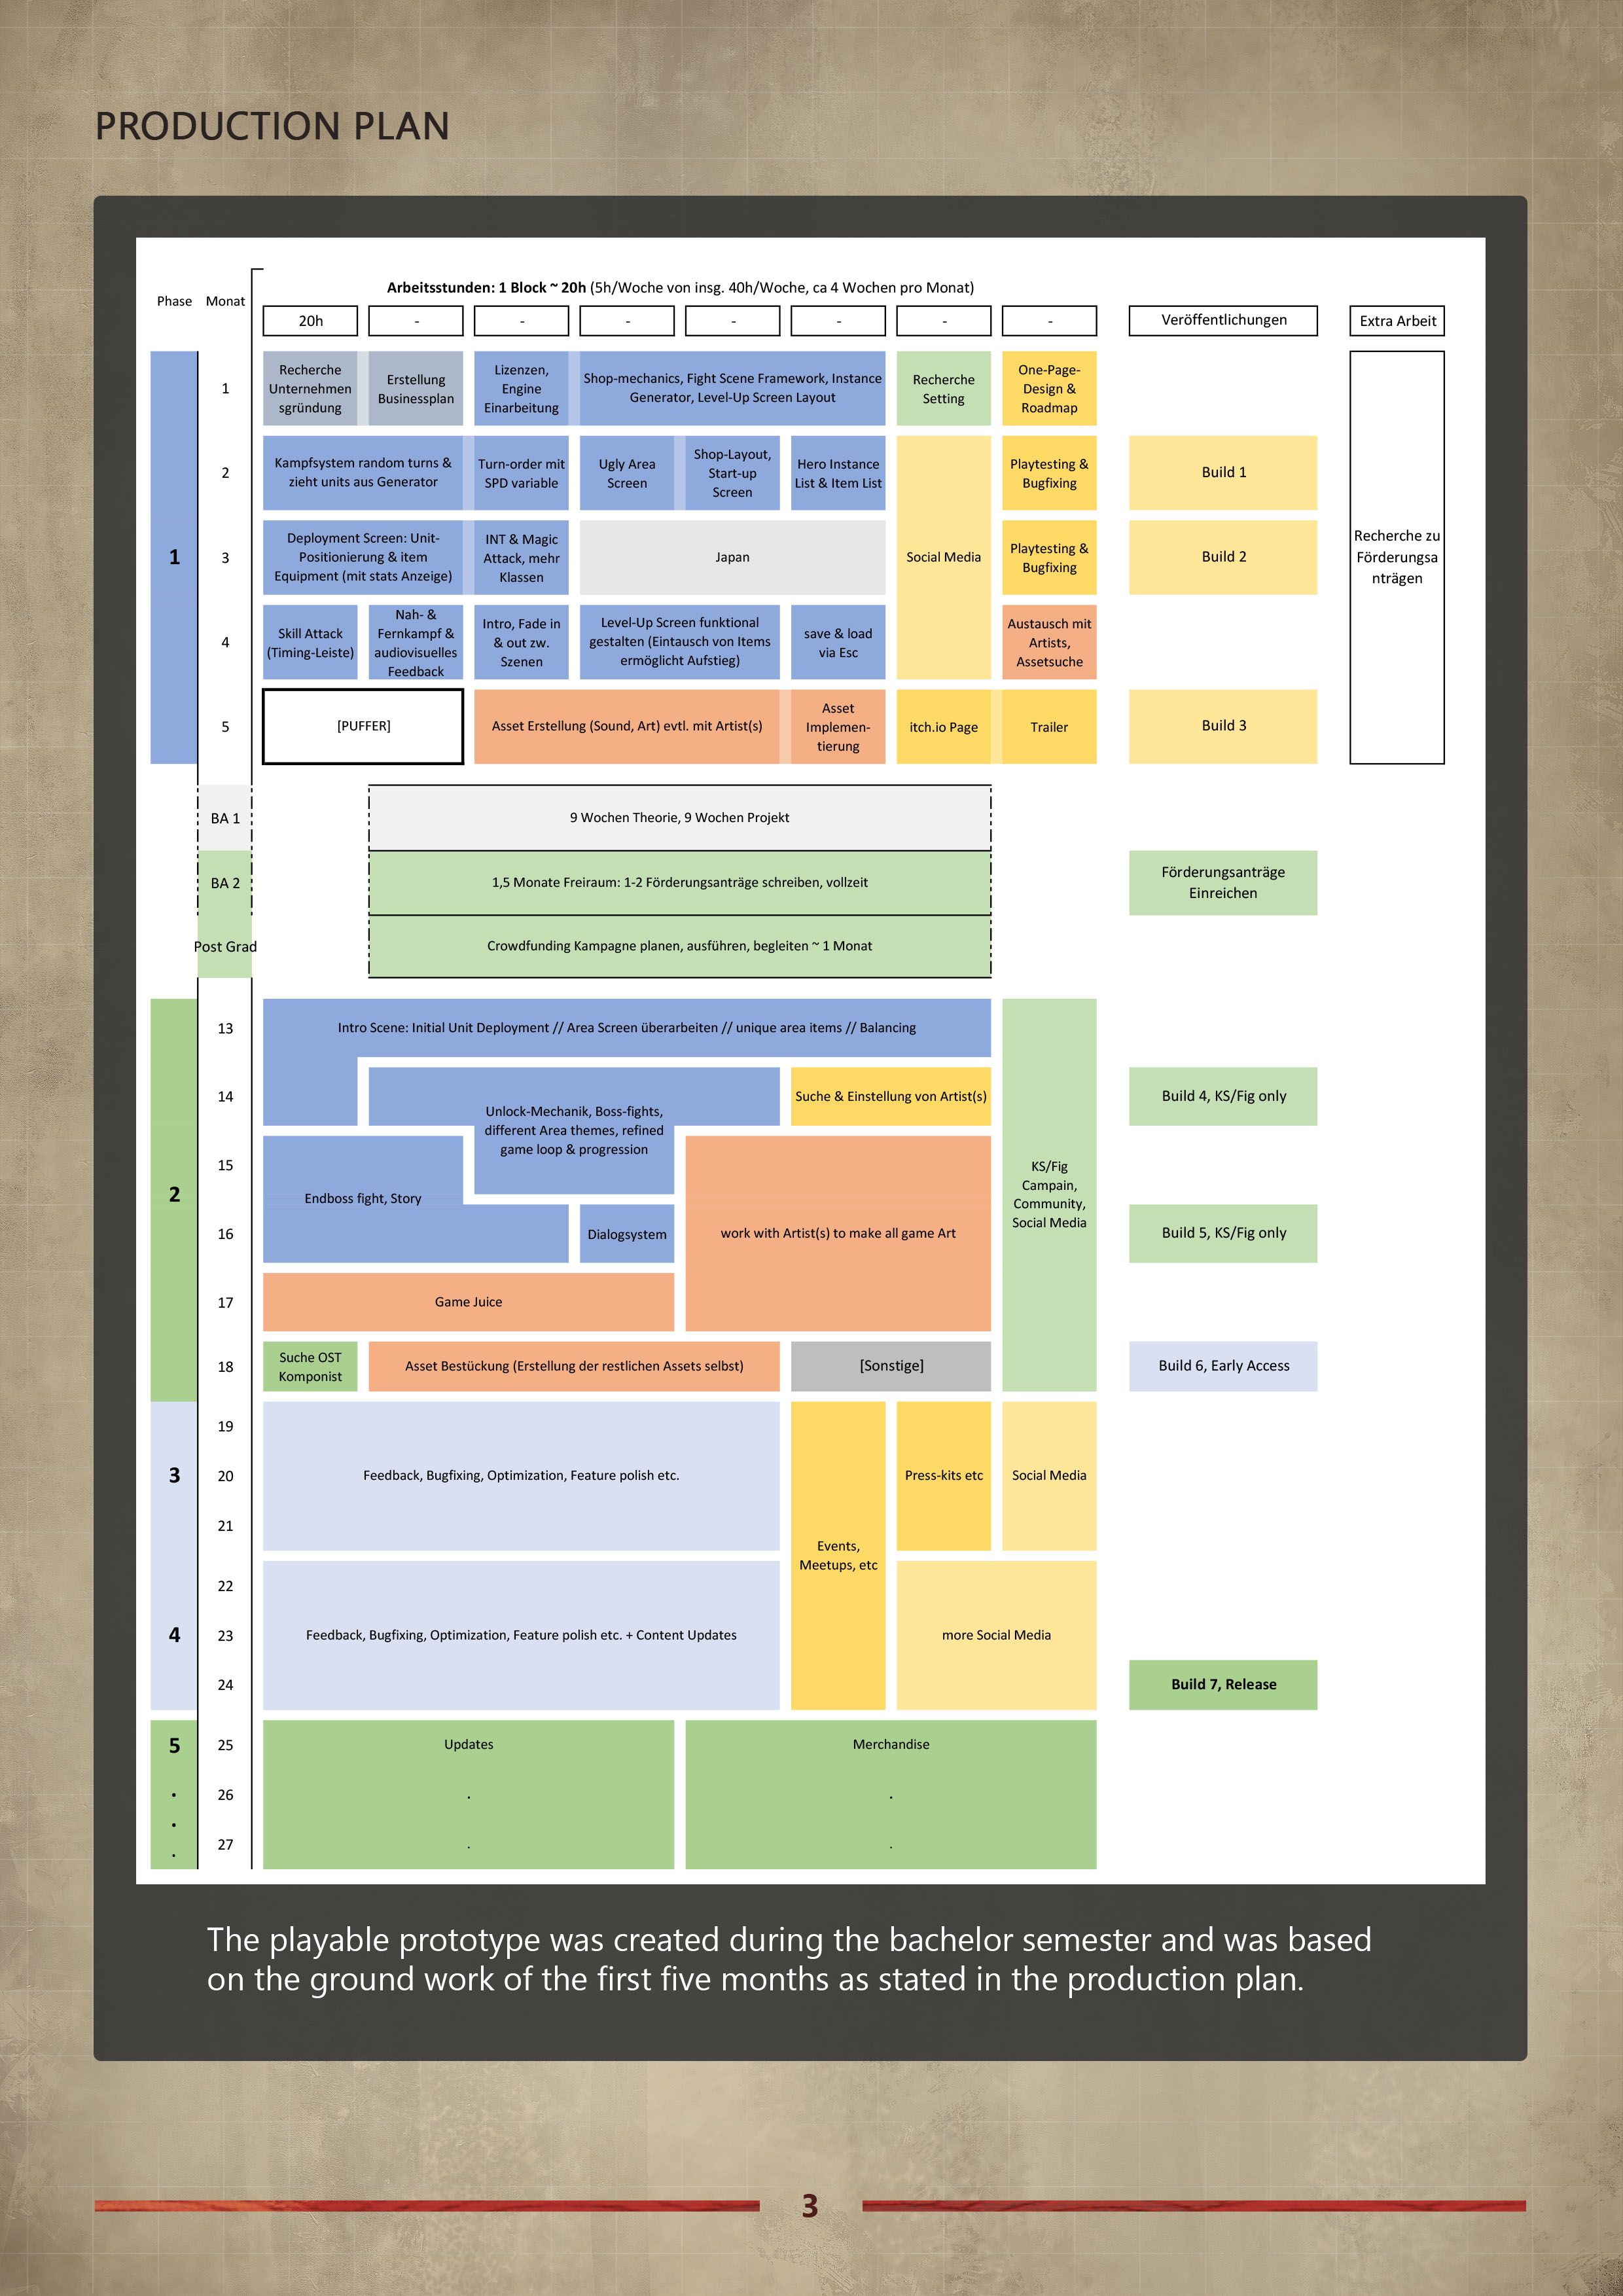 PRODUCTION PLAN
Arbeitsstunden: 1 Block ~ 20h (5h/Woche von insg. 40h/Woche, ca 4 Wochen pro Monat)
Phase Monat
20h - - - - - - - Veröffentlichungen Extra Arbeit
1
1
Recherche
Unternehmen
sgründung
Erstellung
Businessplan
Lizenzen,
Engine
Einarbeitung
Shop-mechanics, Fight Scene Framework, Instance
Generator, Level-Up Screen Layout
Recherche
Setting
One-Page-
Design &
Roadmap
Recherche zu
Förderungsa
nträgen
2
Kampfsystem random turns &
zieht units aus Generator
Turn-order mit
SPD variable
Ugly Area
Screen
Shop-Layout,
Start-up
Screen
Hero Instance
List & Item List
Social Media
Playtesting &
Bugfixing
Build 1
3
Deployment Screen: Unit-
Positionierung & item
Equipment (mit stats Anzeige)
INT & Magic
Attack, mehr
Klassen
Japan
Playtesting &
Bugfixing
Build 2
4
Skill Attack
(Timing-Leiste)
Nah- &
Fernkampf &
audiovisuelles
Feedback
Intro, Fade in
& out zw.
Szenen
Level-Up Screen funktional
gestalten (Eintausch von Items
ermöglicht Aufstieg)
save & load
via Esc
Austausch mit
Artists,
Assetsuche
5
[PUFFER]
Asset Erstellung (Sound, Art) evtl. mit Artist(s)
Asset
Implemen-
tierung
itch.io Page
Trailer
Build 3
BA 1
9 Wochen Theorie, 9 Wochen Projekt
BA 2
1,5 Monate Freiraum: 1-2 Förderungsanträge schreiben, vollzeit
Förderungsanträge
Einreichen
Post Grad
Crowdfunding Kampagne planen, ausführen, begleiten ~ 1 Monat
2
13
Intro Scene: Initial Unit Deployment // Area Screen überarbeiten // unique area items // Balancing
KS/Fig
Campain,
Community,
Social Media
14
Unlock-Mechanik, Boss-fights,
different Area themes, refined
game loop & progression
Suche & Einstellung von Artist(s)
Build 4, KS/Fig only
15
Endboss fight, Story
work with Artist(s) to make all game Art
16
Dialogsystem
Build 5, KS/Fig only
17
Game Juice
18
Suche OST
Komponist
Asset Bestückung (Erstellung der restlichen Assets selbst)
[Sonstige]
Build 6, Early Access
3
19
20
21
Feedback, Bugfixing, Optimization, Feature polish etc.
Events,
Meetups, etc
Press-kits etc
Social Media
4
22
23
24
Feedback, Bugfixing, Optimization, Feature polish etc. + Content Updates
more Social Media
Build 7, Release
5
.
.
.
25
26
27
Updates
.
.
Merchandise
.
.
The playable prototype was created during the bachelor semester and was based
on the ground work of the first five months as stated in the production plan.
3